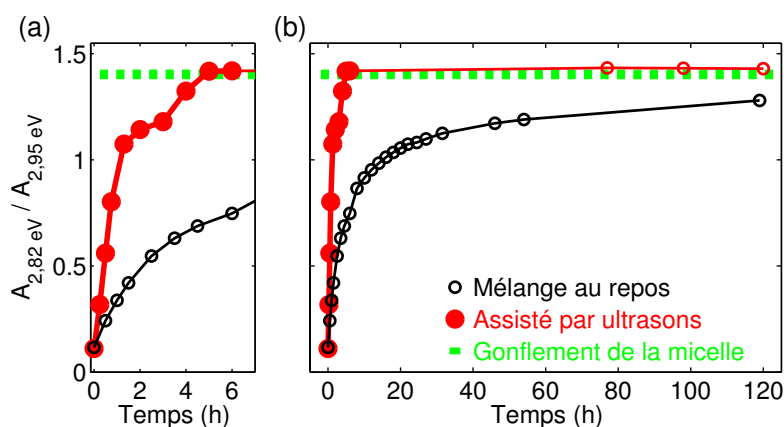 (a)
(b)
A2,82 eV / A2,95 eV
1.5
1
0.5
0
0 2 4 6
Temps (h)
0 20 40 60 80 100 120
Temps (h)
Mélange au repos
Assisté par ultrasons
Gonflement de la micelle